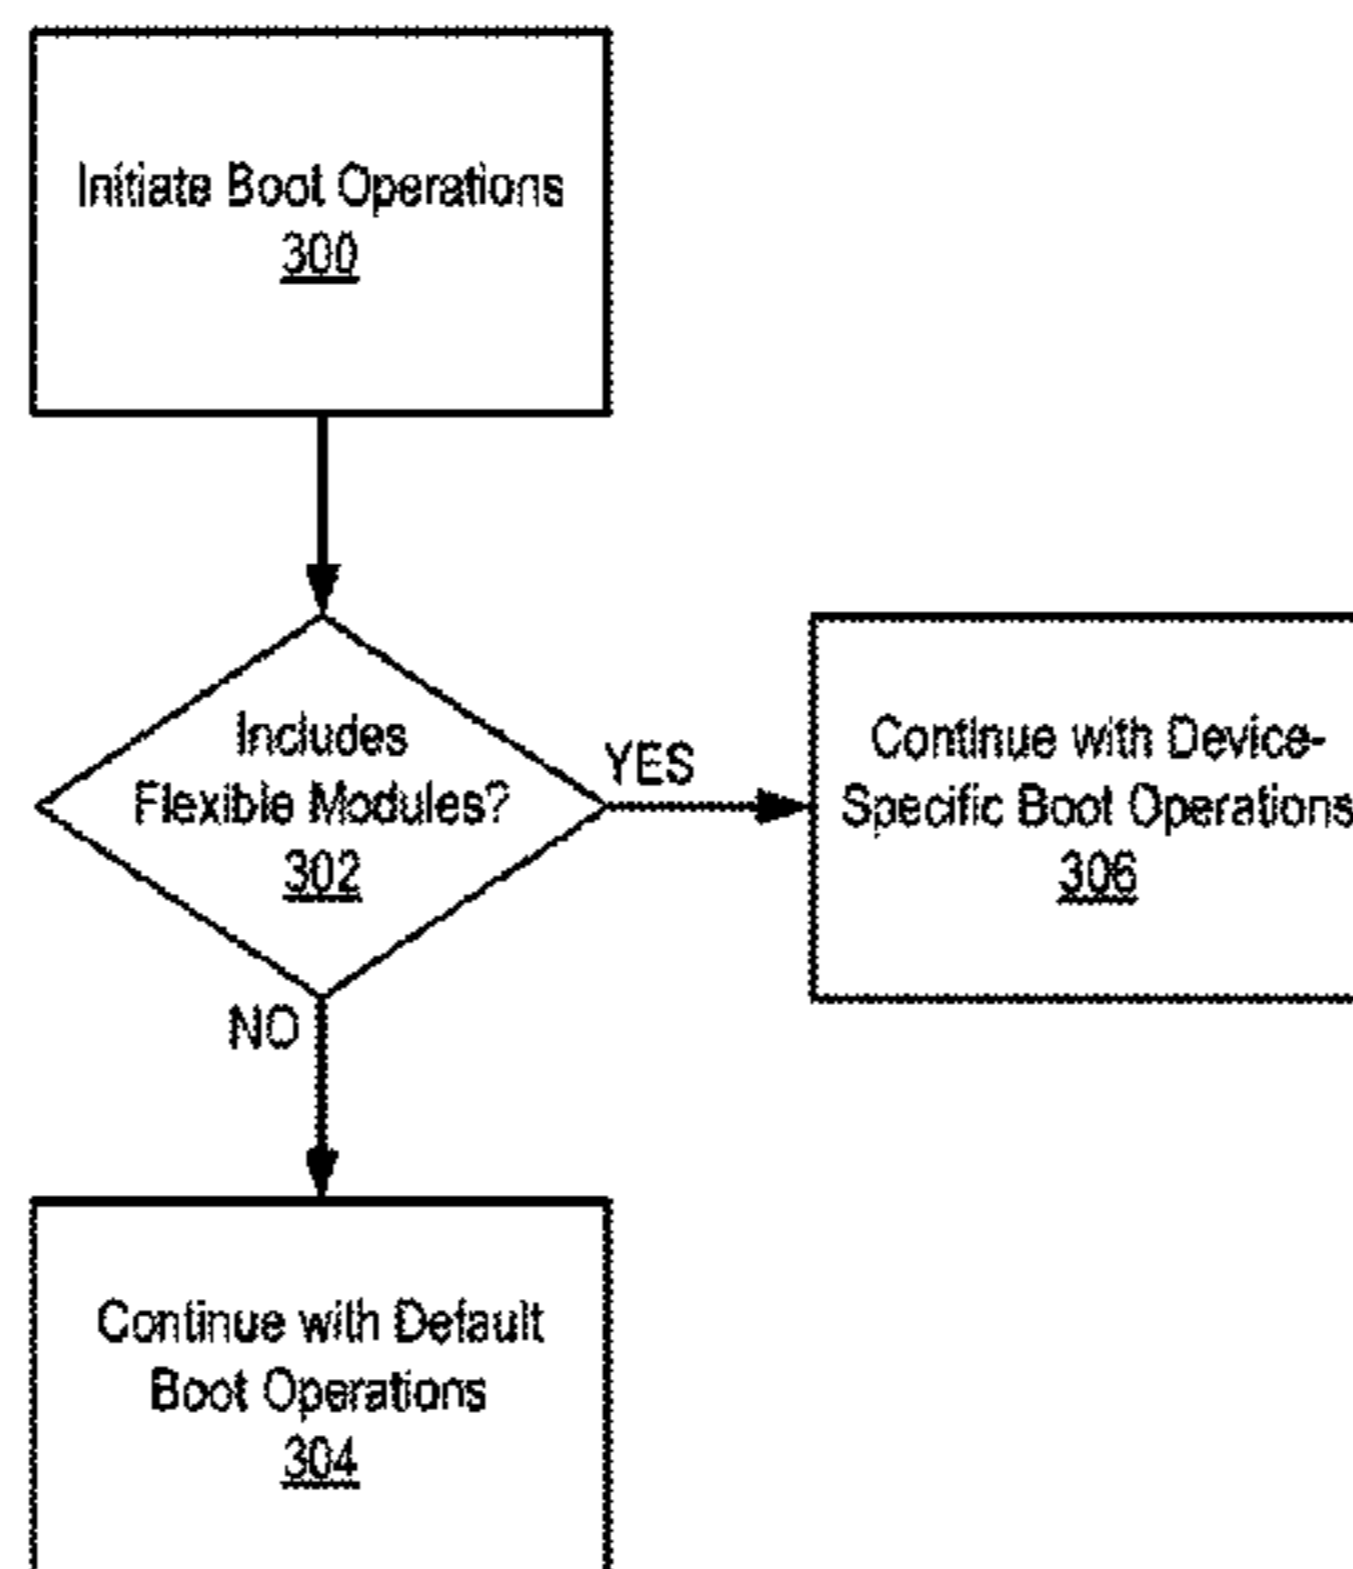 Initiate Boot Operations
300
Includes
Flexible Modules?
302
YES
Continue with Device-
Specific Boot Operations
306
NO
Continue with Default
Boot Operations
304